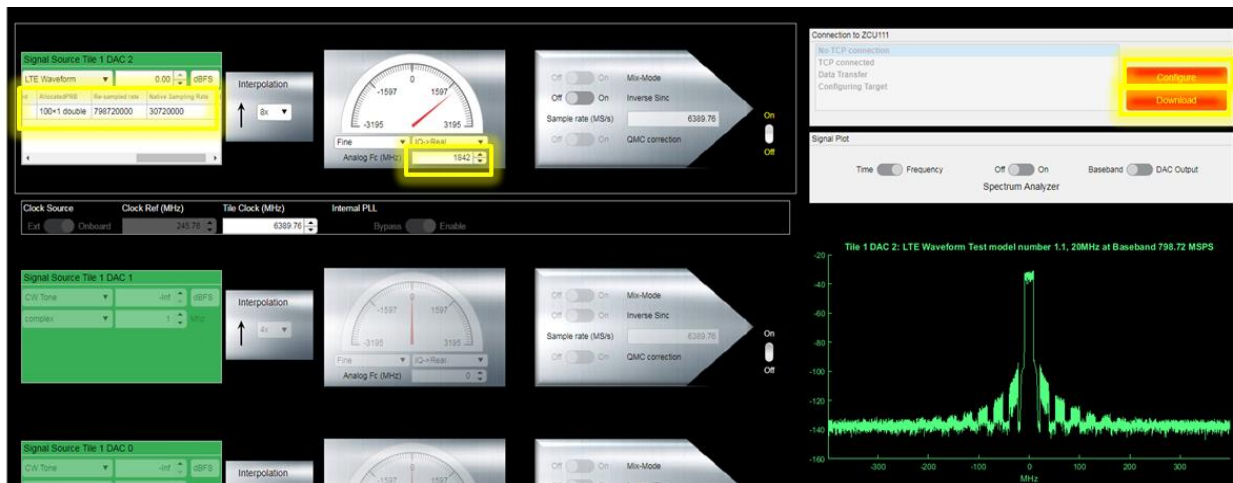 Signal Source Tile 1 DAC 2
LTE Waveform
0.00
dBFS
AllocatedPRB
Re-sampled rate
Native Sampling Rate
100×1 double
798720000
30720000
Interpolation
8x
0
-1597
1597
-3195
3195
Fine
IQ->Real
Analog Fc (MHz)
1842
Off On Mix-Mode
Off On Inverse Sinc
Sample rate (MS/s) 6389.76
Off On QMC correction
On
Off
Connection to ZCU111
No TCP connection
TCP connected
Data Transfer
Configuring Target
Configure
Download
Signal Plot
Time Frequency
Off On
Baseband DAC Output
Spectrum Analyzer
Clock Source
Clock Ref (MHz)
Tile Clock (MHz)
Internal PLL
Ext Onboard
245.76
6389.76
Bypass Enable
Signal Source Tile 1 DAC 1
CW Tone
-Inf
dBFS
complex
1
MHz
Interpolation
4x
0
-1597
1597
-3195
3195
Fine
IQ->Real
Analog Fc (MHz)
0
Off On Mix-Mode
Off On Inverse Sinc
Sample rate (MS/s) 6389.76
Off On QMC correction
On
Off
Tile 1 DAC 2: LTE Waveform Test model number 1.1, 20MHz at Baseband 798.72 MSPS
-20
-40
-60
-80
-100
-120
-140
-160
-300 -200 -100 0 100 200 300
MHz
Signal Source Tile 1 DAC 0
CW Tone
-Inf
dBFS
Interpolation
0
-1597
1597
Off On Mix-Mode